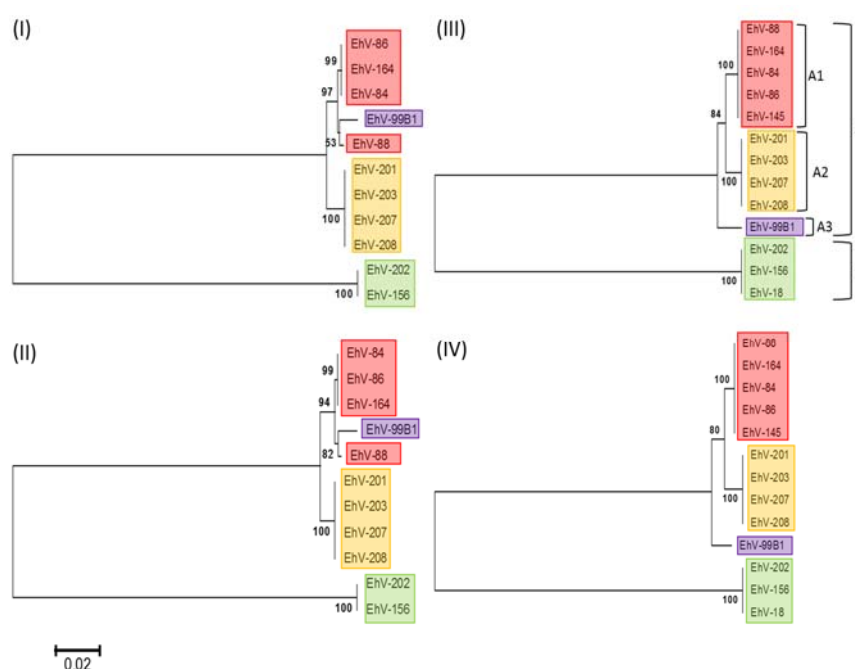 (I)
99
97
53
100
100
EhV-86
EhV-164
EhV-84
EhV-99B1
EhV-88
EhV-201
EhV-203
EhV-207
EhV-208
EhV-202
EhV-156
(III)
100
84
100
100
EhV-88
EhV-164
EhV-84
EhV-86
EhV-145
A1
EhV-201
EhV-203
EhV-207
EhV-208
A2
EhV-99B1
A3
EhV-202
EhV-156
EhV-18
(II)
99
94
82
100
100
EhV-84
EhV-86
EhV-164
EhV-99B1
EhV-88
EhV-201
EhV-203
EhV-207
EhV-208
EhV-202
EhV-156
(IV)
100
80
100
100
EhV-164
EhV-84
EhV-86
EhV-145
EhV-201
EhV-203
EhV-207
EhV-208
EhV-99B1
EhV-202
EhV-156
EhV-18
0.02